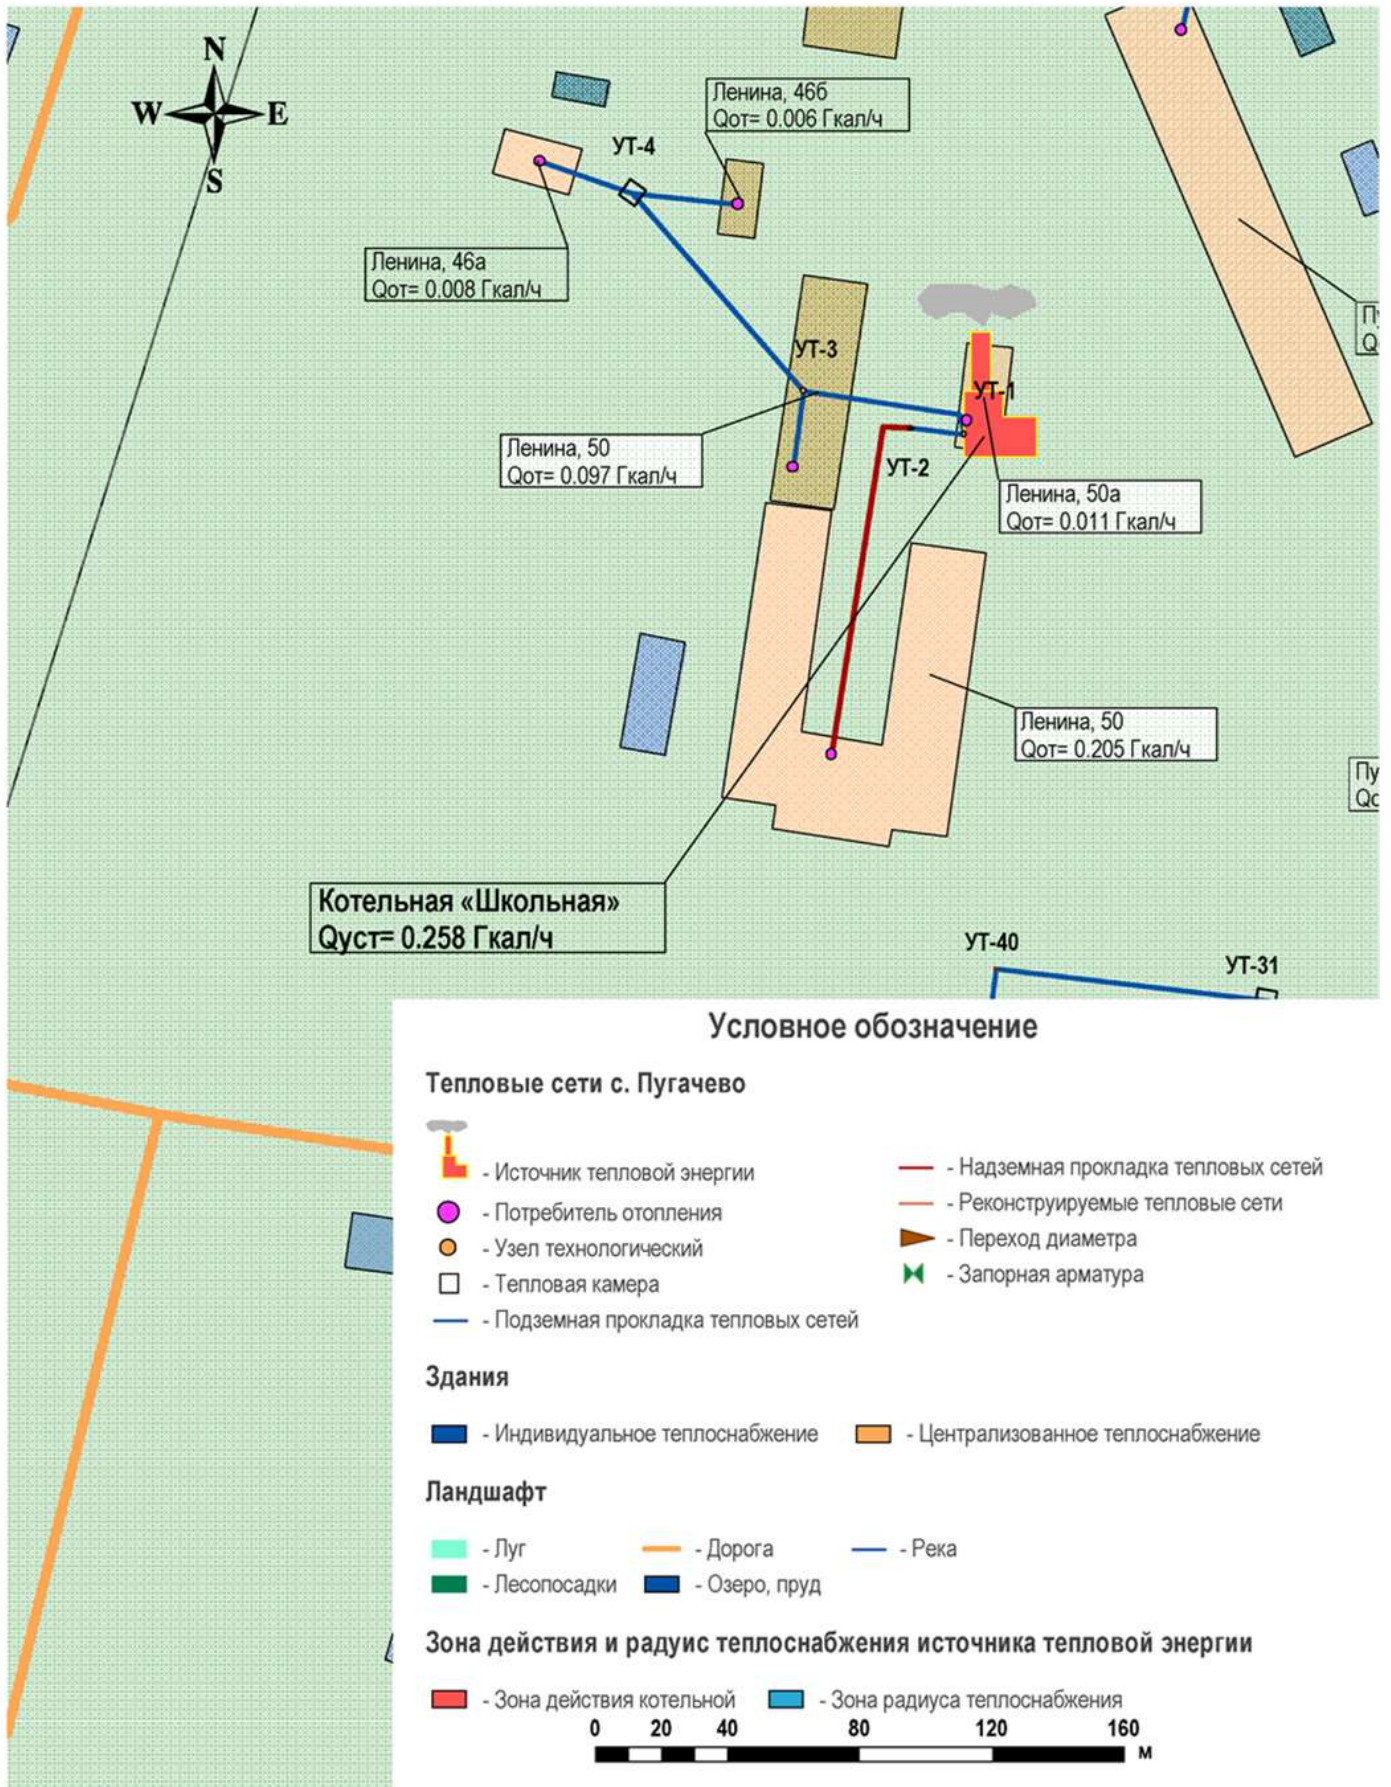 N
W
E
S
Ленина, 46б
Qот= 0.006 Гкал/ч
УТ-4
Ленина, 46а
Qот= 0.008 Гкал/ч
УТ-3
УТ-1
Ленина, 50
Qот= 0.097 Гкал/ч
УТ-2
Ленина, 50а
Qот= 0.011 Гкал/ч
Ленина, 50
Qот= 0.205 Гкал/ч
Пу
Qо
Котельная «Школьная»
Qуст= 0.258 Гкал/ч
УТ-40
УТ-31
Условное обозначение
Тепловые сети с. Пугачево
- Источник тепловой энергии
- Потребитель отопления
- Узел технологический
- Тепловая камера
- Подземная прокладка тепловых сетей
- Надземная прокладка тепловых сетей
- Реконструируемые тепловые сети
- Переход диаметра
- Запорная арматура
Здания
- Индивидуальное теплоснабжение
- Централизованное теплоснабжение
Ландшафт
- Луг
- Дорога
- Река
- Лесопосадки
- Озеро, пруд
Зона действия и радуис теплоснабжения источника тепловой энергии
- Зона действия котельной
- Зона радиуса теплоснабжения
0 20 40 80 120 160
м